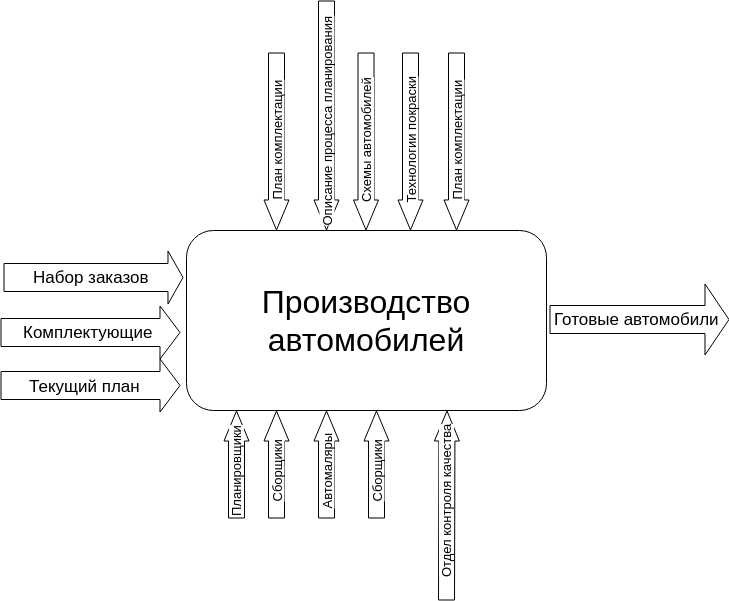 План комплектации
Описание процесса планирования
Схемы автомобилей
Технологии покраски
План комплектации
Набор заказов
Комплектующие
Текущий план
Производство
автомобилей
Готовые автомобили
Планировщики
Сборщики
Автомаляры
Сборщики
Отдел контроля качества